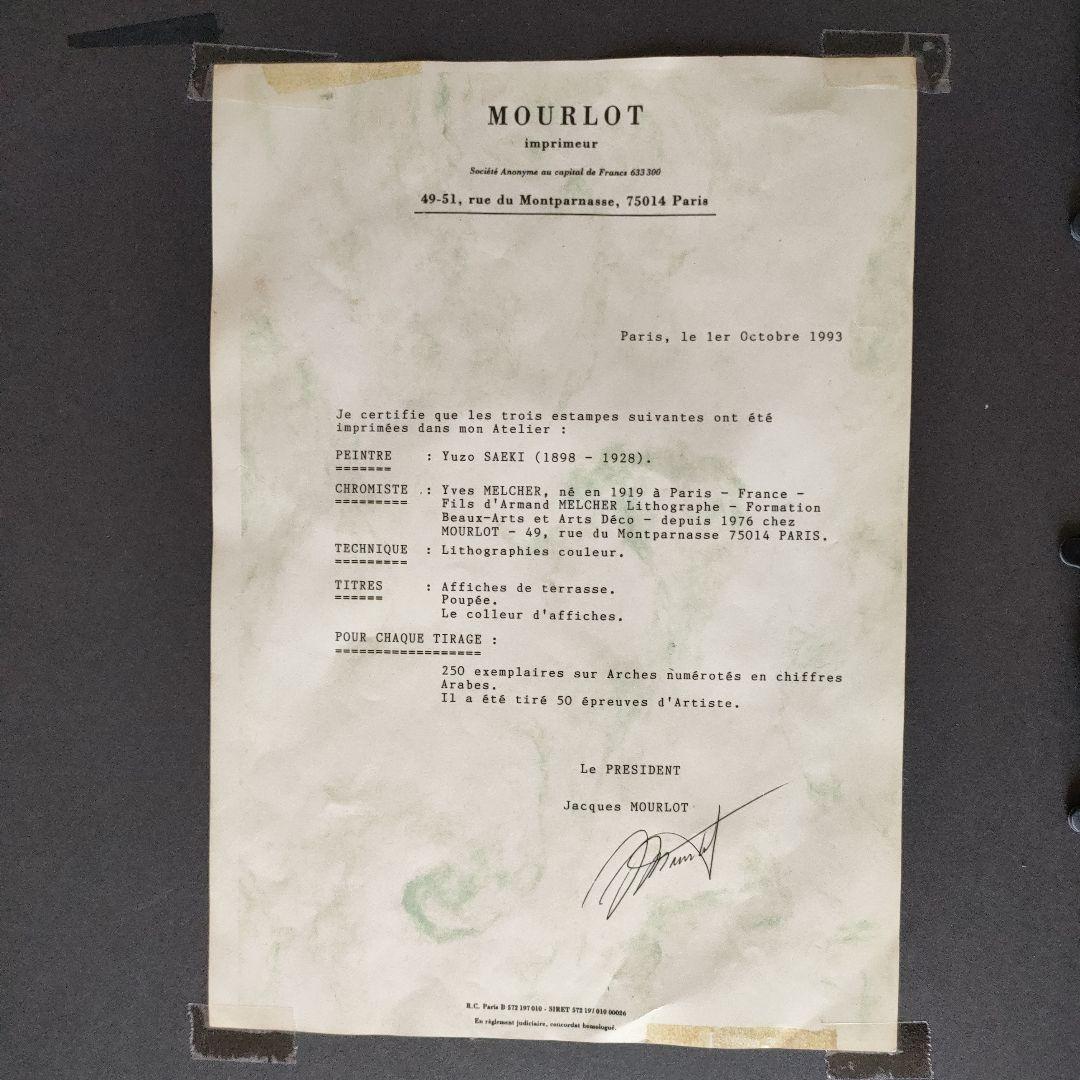 MOURLOT
imprimeur
Société Anonyme au capital de Francs 633 300
49-51, rue du Montparnasse, 75014 Paris
Paris, le 1er Octobre 1993
Je certifie que les trois estampes suivantes ont été
imprimées dans mon Atelier :
PEINTRE : Yuzo SAEKI (1898 - 1928).
=======
CHROMISTE : Yves MELCHER, né en 1919 à Paris - France -
=========
Fils d'Armand MELCHER Lithographe - Formation
Beaux-Arts et Arts Déco - depuis 1976 chez
MOURLOT - 49, rue du Montparnasse 75014 PARIS.
TECHNIQUE : Lithographies couleur.
=========
TITRES : Affiches de terrasse.
======
Poupée.
Le colleur d'affiches.
POUR CHAQUE TIRAGE :
==================
250 exemplaires sur Arches numérotés en chiffres
Arabes.
Il a été tiré 50 épreuves d'Artiste.
Le PRESIDENT
Jacques MOURLOT
JMourlot
R.C. Paris B 572 197 010 - SIRET 572 197 010 00026
En règlement judiciaire, concordat homologué.